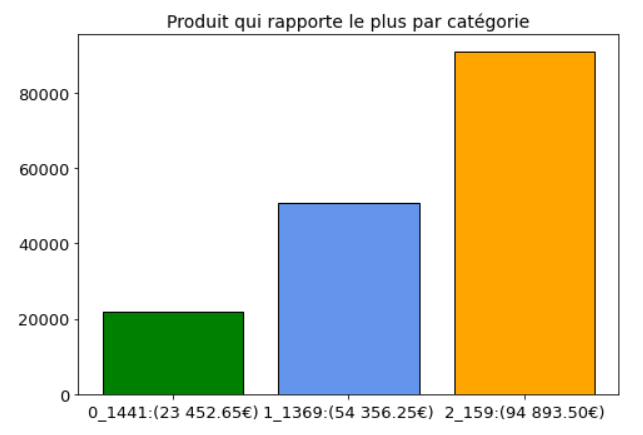 Produit qui rapporte le plus par catégorie
80000
60000
40000
20000
0
0_1441:(23 452.65€) 1_1369:(54 356.25€) 2_159:(94 893.50€)